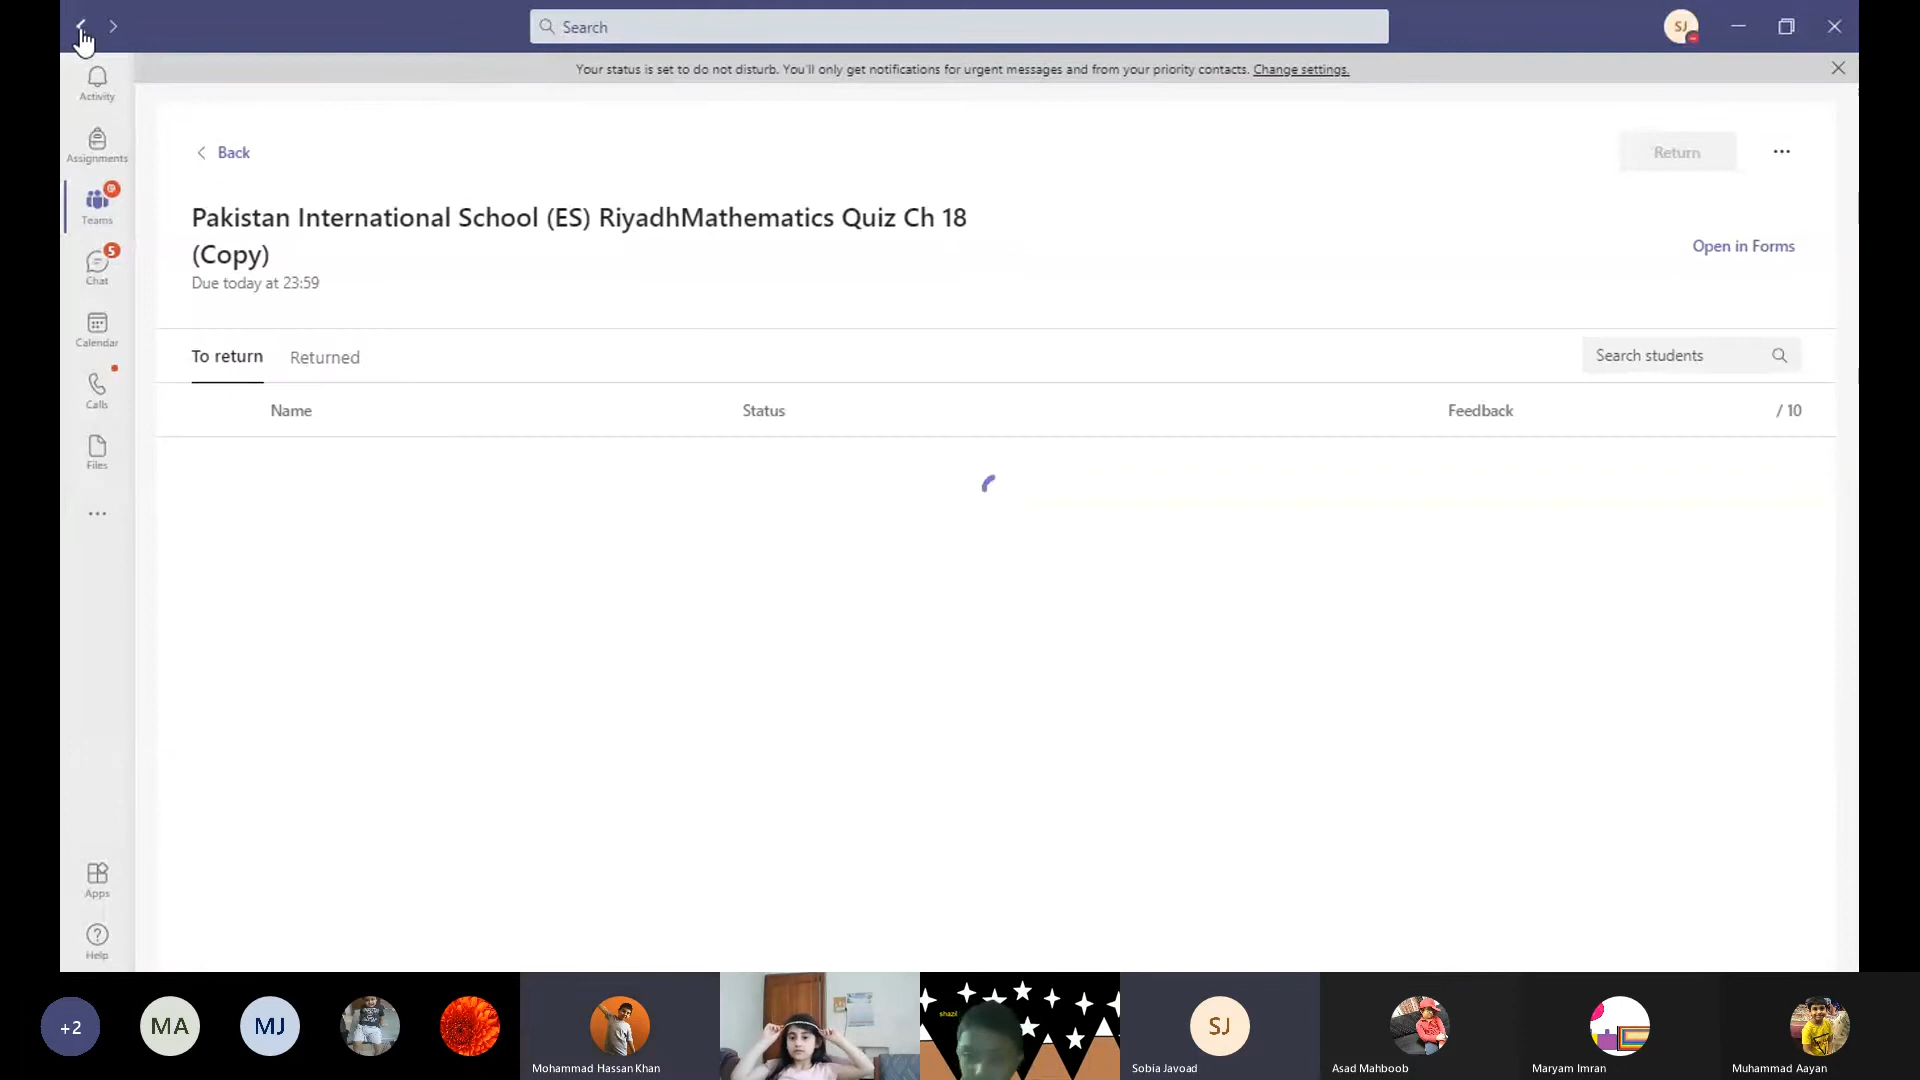 Search
SJ
Your status is set to do not disturb. You'll only get notifications for urgent messages and from your priority contacts. Change settings.
Activity
Assignments
Teams
5
Chat
Calendar
Calls
Files
Apps
Help
Back
Return
Pakistan International School (ES) RiyadhMathematics Quiz Ch 18
(Copy)
Due today at 23:59
Open in Forms
To return
Returned
Search students
Name
Status
Feedback
/ 10
+2
MA
MJ
Mohammad Hassan Khan
shazil
SJ
Sobia Javoad
Asad Mahboob
Maryam Imran
Muhammad Aayan